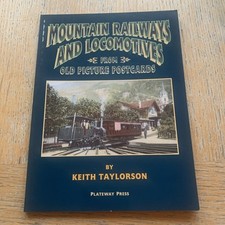 MOUNTAIN RAILWAYS
AND LOCOMOTIVES
FROM
OLD PICTURE POSTCARDS
BY
KEITH TAYLORSON
PLATEWAY PRESS